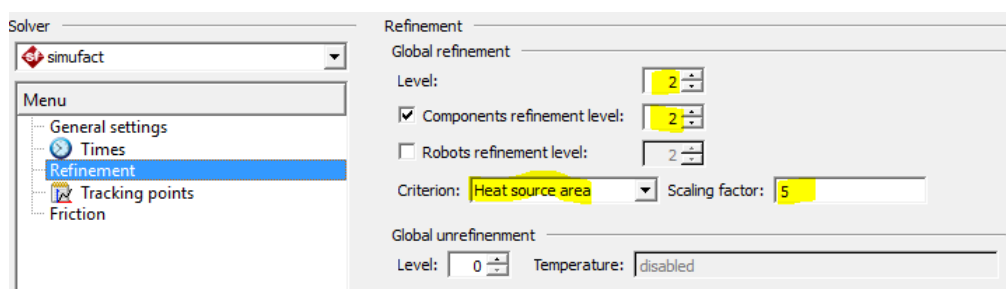 Solver
simufact
Menu
General settings
Times
Refinement
Tracking points
Friction
Refinement
Global refinement
Level: 2
Components refinement level: 2
Robots refinement level: 2
Criterion: Heat source area Scaling factor: 5
Global unrefinenment
Level: 0 Temperature: disabled